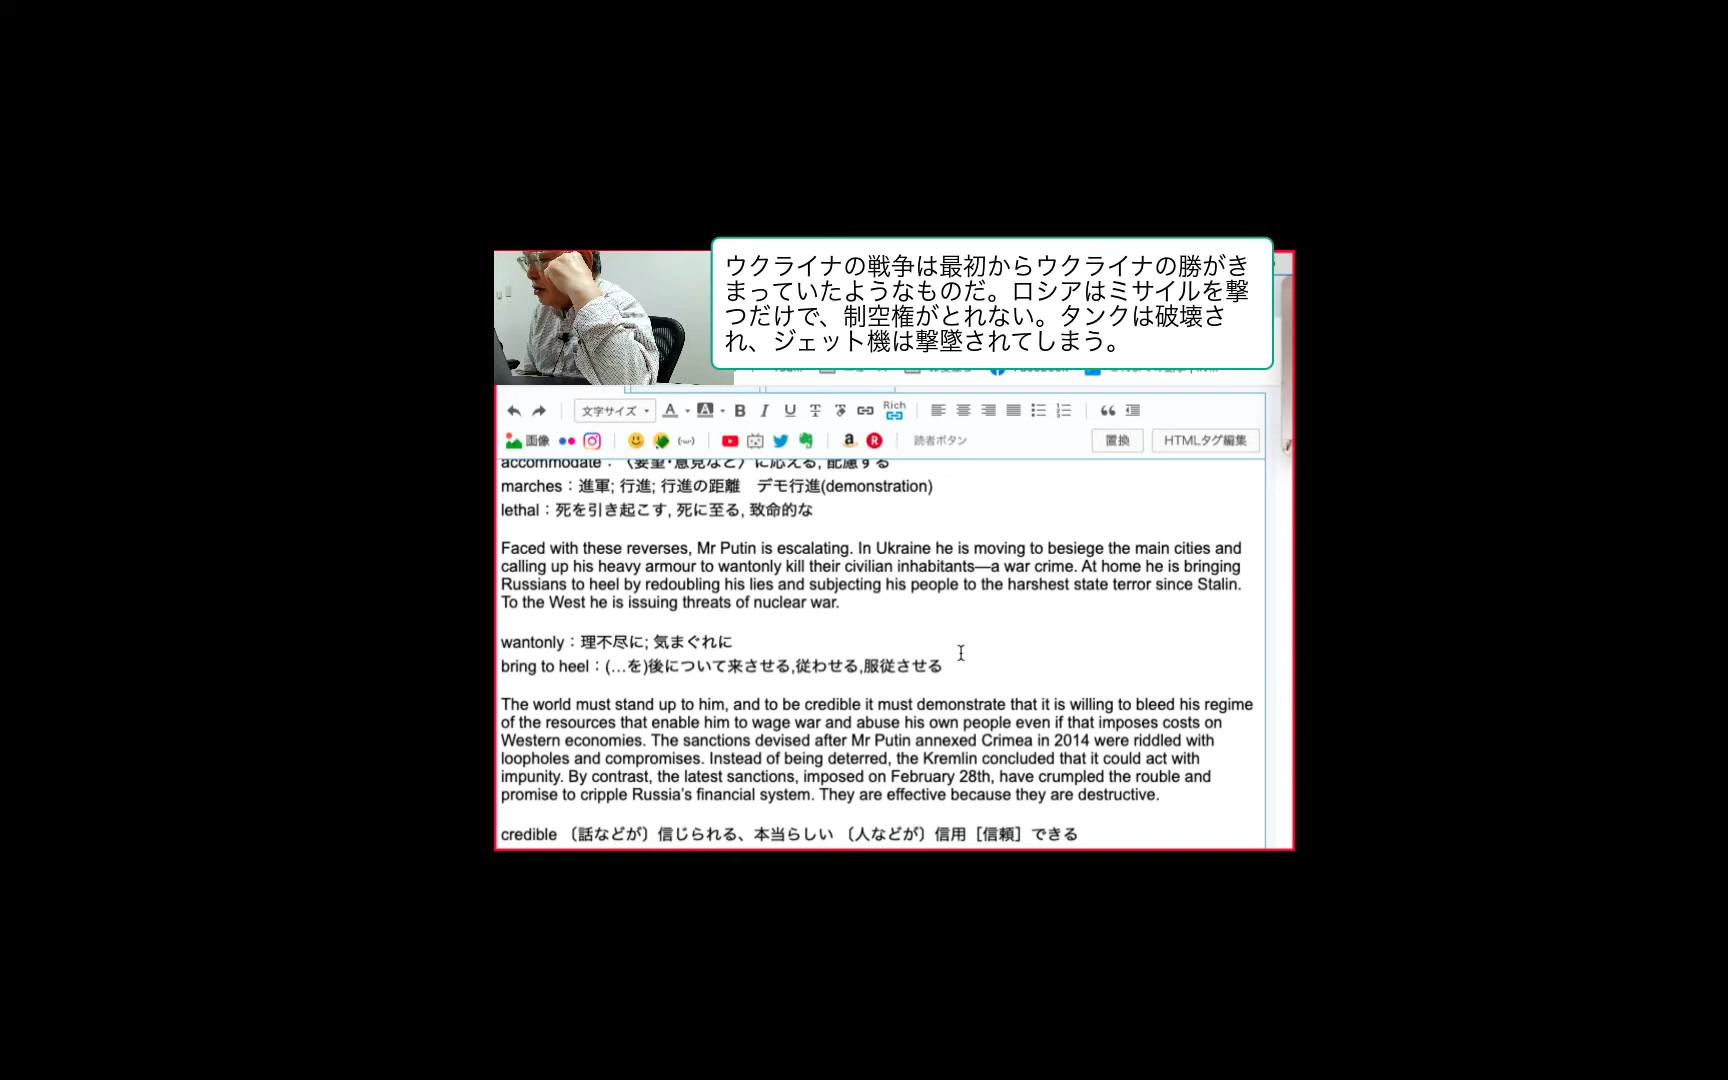 ウクライナの戦争は最初からウクライナの勝がき
まっていたようなものだ。ロシアはミサイルを撃
つだけで、制空権がとれない。タンクは破壊さ
れ、ジェット機は撃墜されてしまう。
文字サイズ A A B I U T Rich
画像 a R 読者ボタン 置換 HTMLタグ編集
accommodate：（要望･意見など）に応える, 配慮する
marches：進軍; 行進; 行進の距離　デモ行進(demonstration)
lethal：死を引き起こす, 死に至る, 致命的な
Faced with these reverses, Mr Putin is escalating. In Ukraine he is moving to besiege the main cities and
calling up his heavy armour to wantonly kill their civilian inhabitants—a war crime. At home he is bringing
Russians to heel by redoubling his lies and subjecting his people to the harshest state terror since Stalin.
To the West he is issuing threats of nuclear war.
wantonly：理不尽に; 気まぐれに
bring to heel：(…を)後について来させる,従わせる,服従させる
The world must stand up to him, and to be credible it must demonstrate that it is willing to bleed his regime
of the resources that enable him to wage war and abuse his own people even if that imposes costs on
Western economies. The sanctions devised after Mr Putin annexed Crimea in 2014 were riddled with
loopholes and compromises. Instead of being deterred, the Kremlin concluded that it could act with
impunity. By contrast, the latest sanctions, imposed on February 28th, have crumpled the rouble and
promise to cripple Russia’s financial system. They are effective because they are destructive.
credible 〔話などが〕信じられる、本当らしい 〔人などが〕信用［信頼］できる